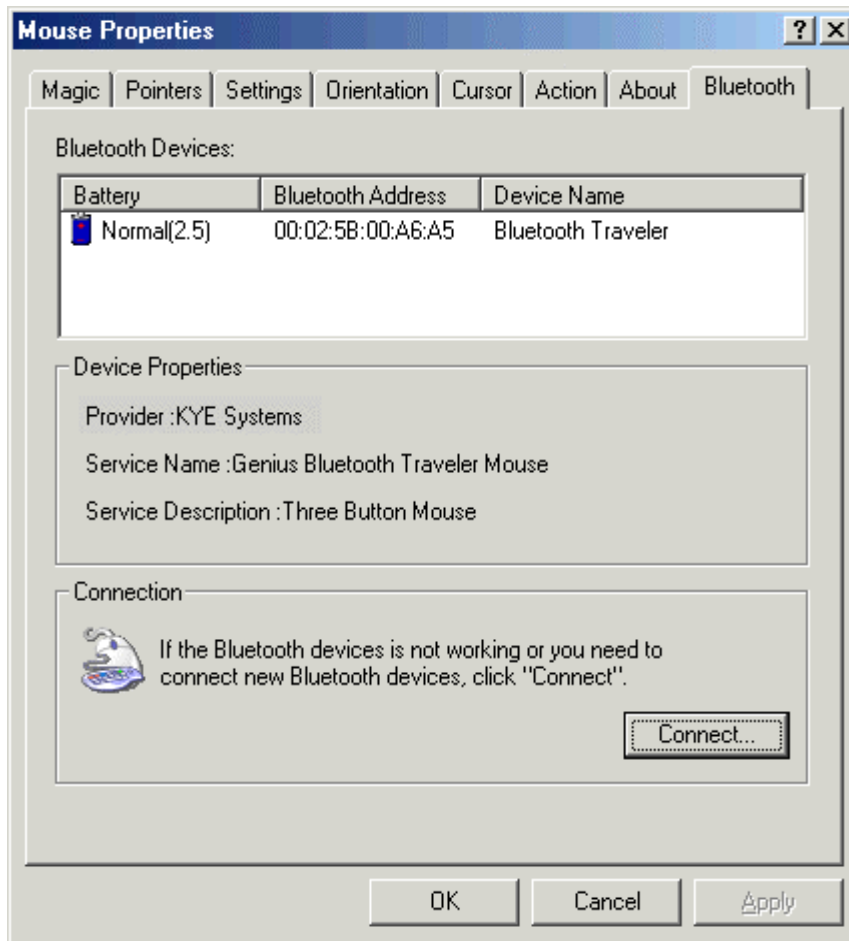 Mouse Properties
Magic Pointers Settings Orientation Cursor Action About Bluetooth
Bluetooth Devices:
Battery Bluetooth Address Device Name
Normal(2.5) 00:02:5B:00:A6:A5 Bluetooth Traveler
Device Properties
Provider :KYE Systems
Service Name :Genius Bluetooth Traveler Mouse
Service Description :Three Button Mouse
Connection
If the Bluetooth devices is not working or you need to
connect new Bluetooth devices, click "Connect".
Connect...
OK Cancel Apply